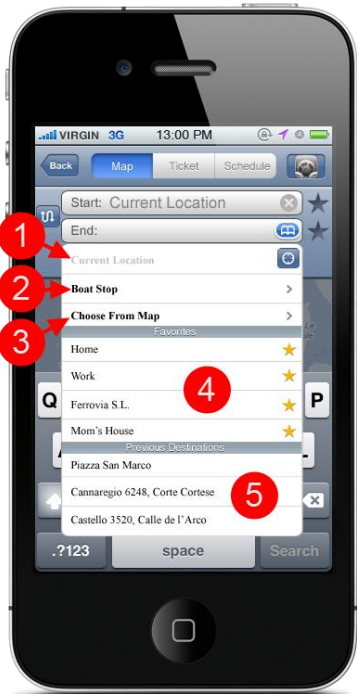 VIRGIN 3G 13:00 PM
Back Map Ticket Schedule
Start: Current Location
End:
1
Current Location
2
Boat Stop
3
Choose From Map
Favorites
Home
Work
4
Ferrovia S.L.
Q P
Mom's House
Previous Destinations
Piazza San Marco
Cannaregio 6248, Corte Cortese
5
Castello 3520, Calle de l'Arco
.?123 space Search